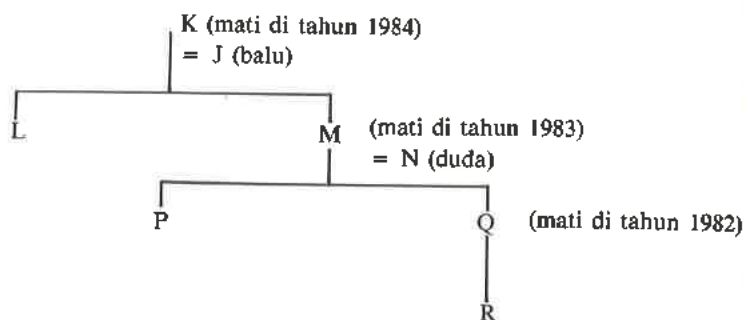 K (mati di tahun 1984)
= J (balu)
L
M (mati di tahun 1983)
= N (duda)
P
Q (mati di tahun 1982)
R